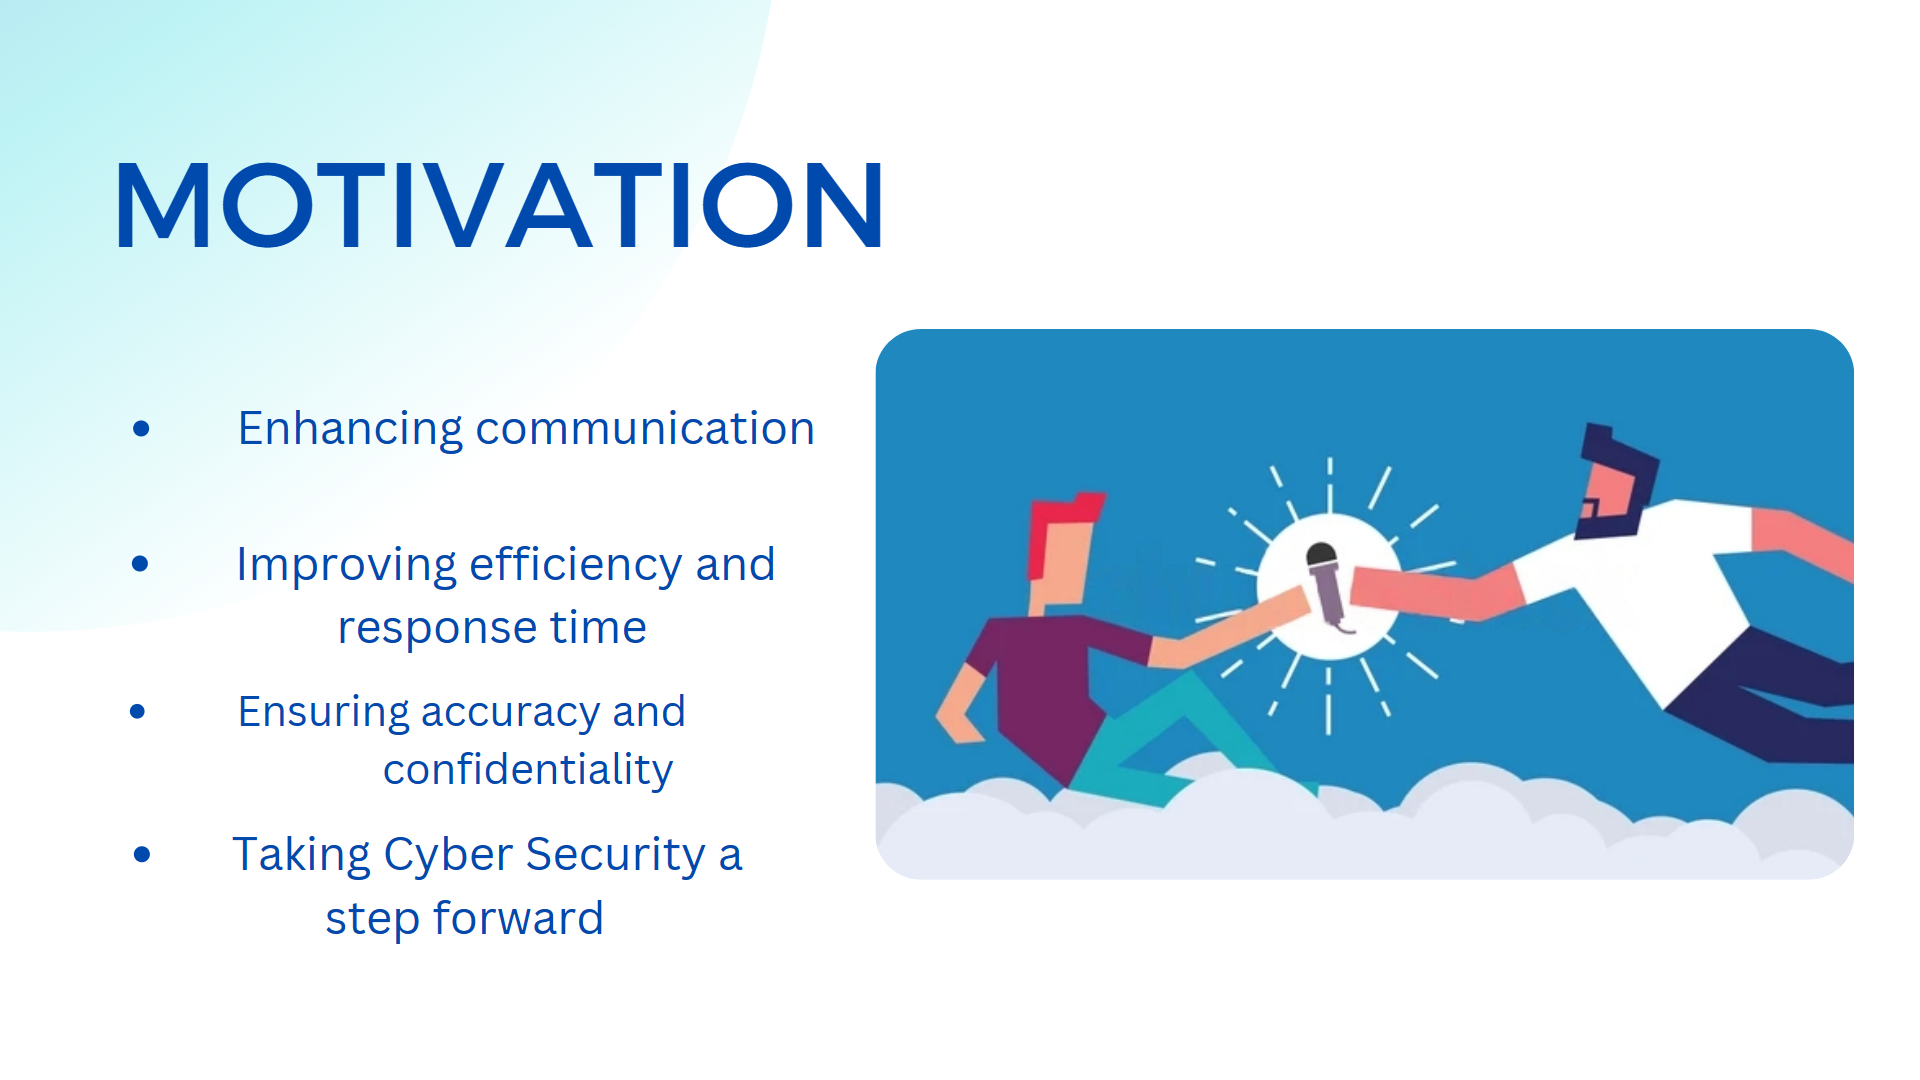 MOTIVATION
• Enhancing communication
• Improving efficiency and
response time
• Ensuring accuracy and
confidentiality
• Taking Cyber Security a
step forward